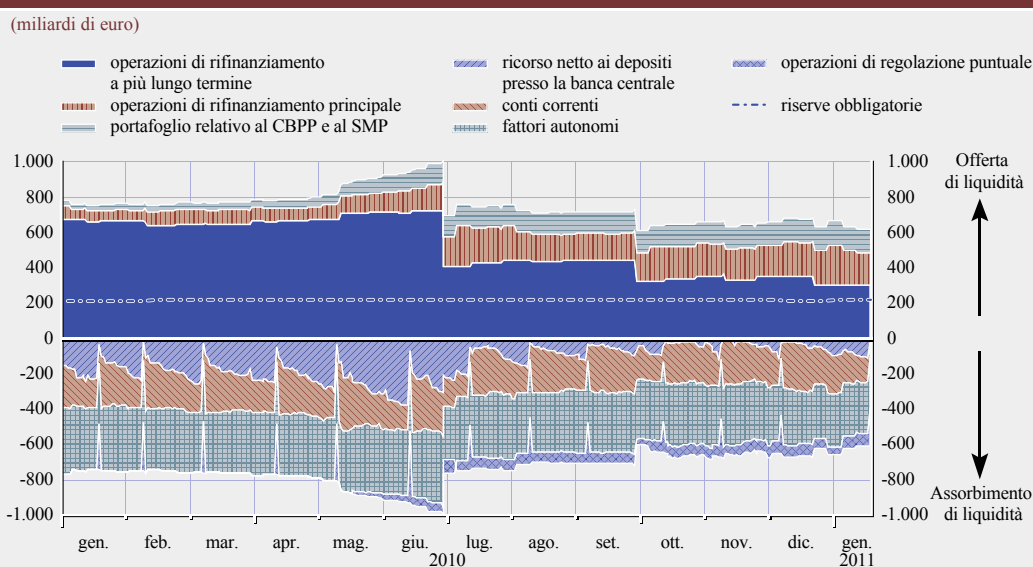 (miliardi di euro)
operazioni di rifinanziamento
a più lungo termine
operazioni di rifinanziamento principale
portafoglio relativo al CBPP e al SMP
ricorso netto ai depositi
presso la banca centrale
conti correnti
fattori autonomi
operazioni di regolazione puntuale
riserve obbligatorie
1.000
800
600
400
200
0
-200
-400
-600
-800
-1.000
1.000
800
600
400
200
0
-200
-400
-600
-800
-1.000
Offerta
di liquidità
Assorbimento
di liquidità
gen. feb. mar. apr. mag. giu. lug. ago. set. ott. nov. dic. gen.
2010 2011